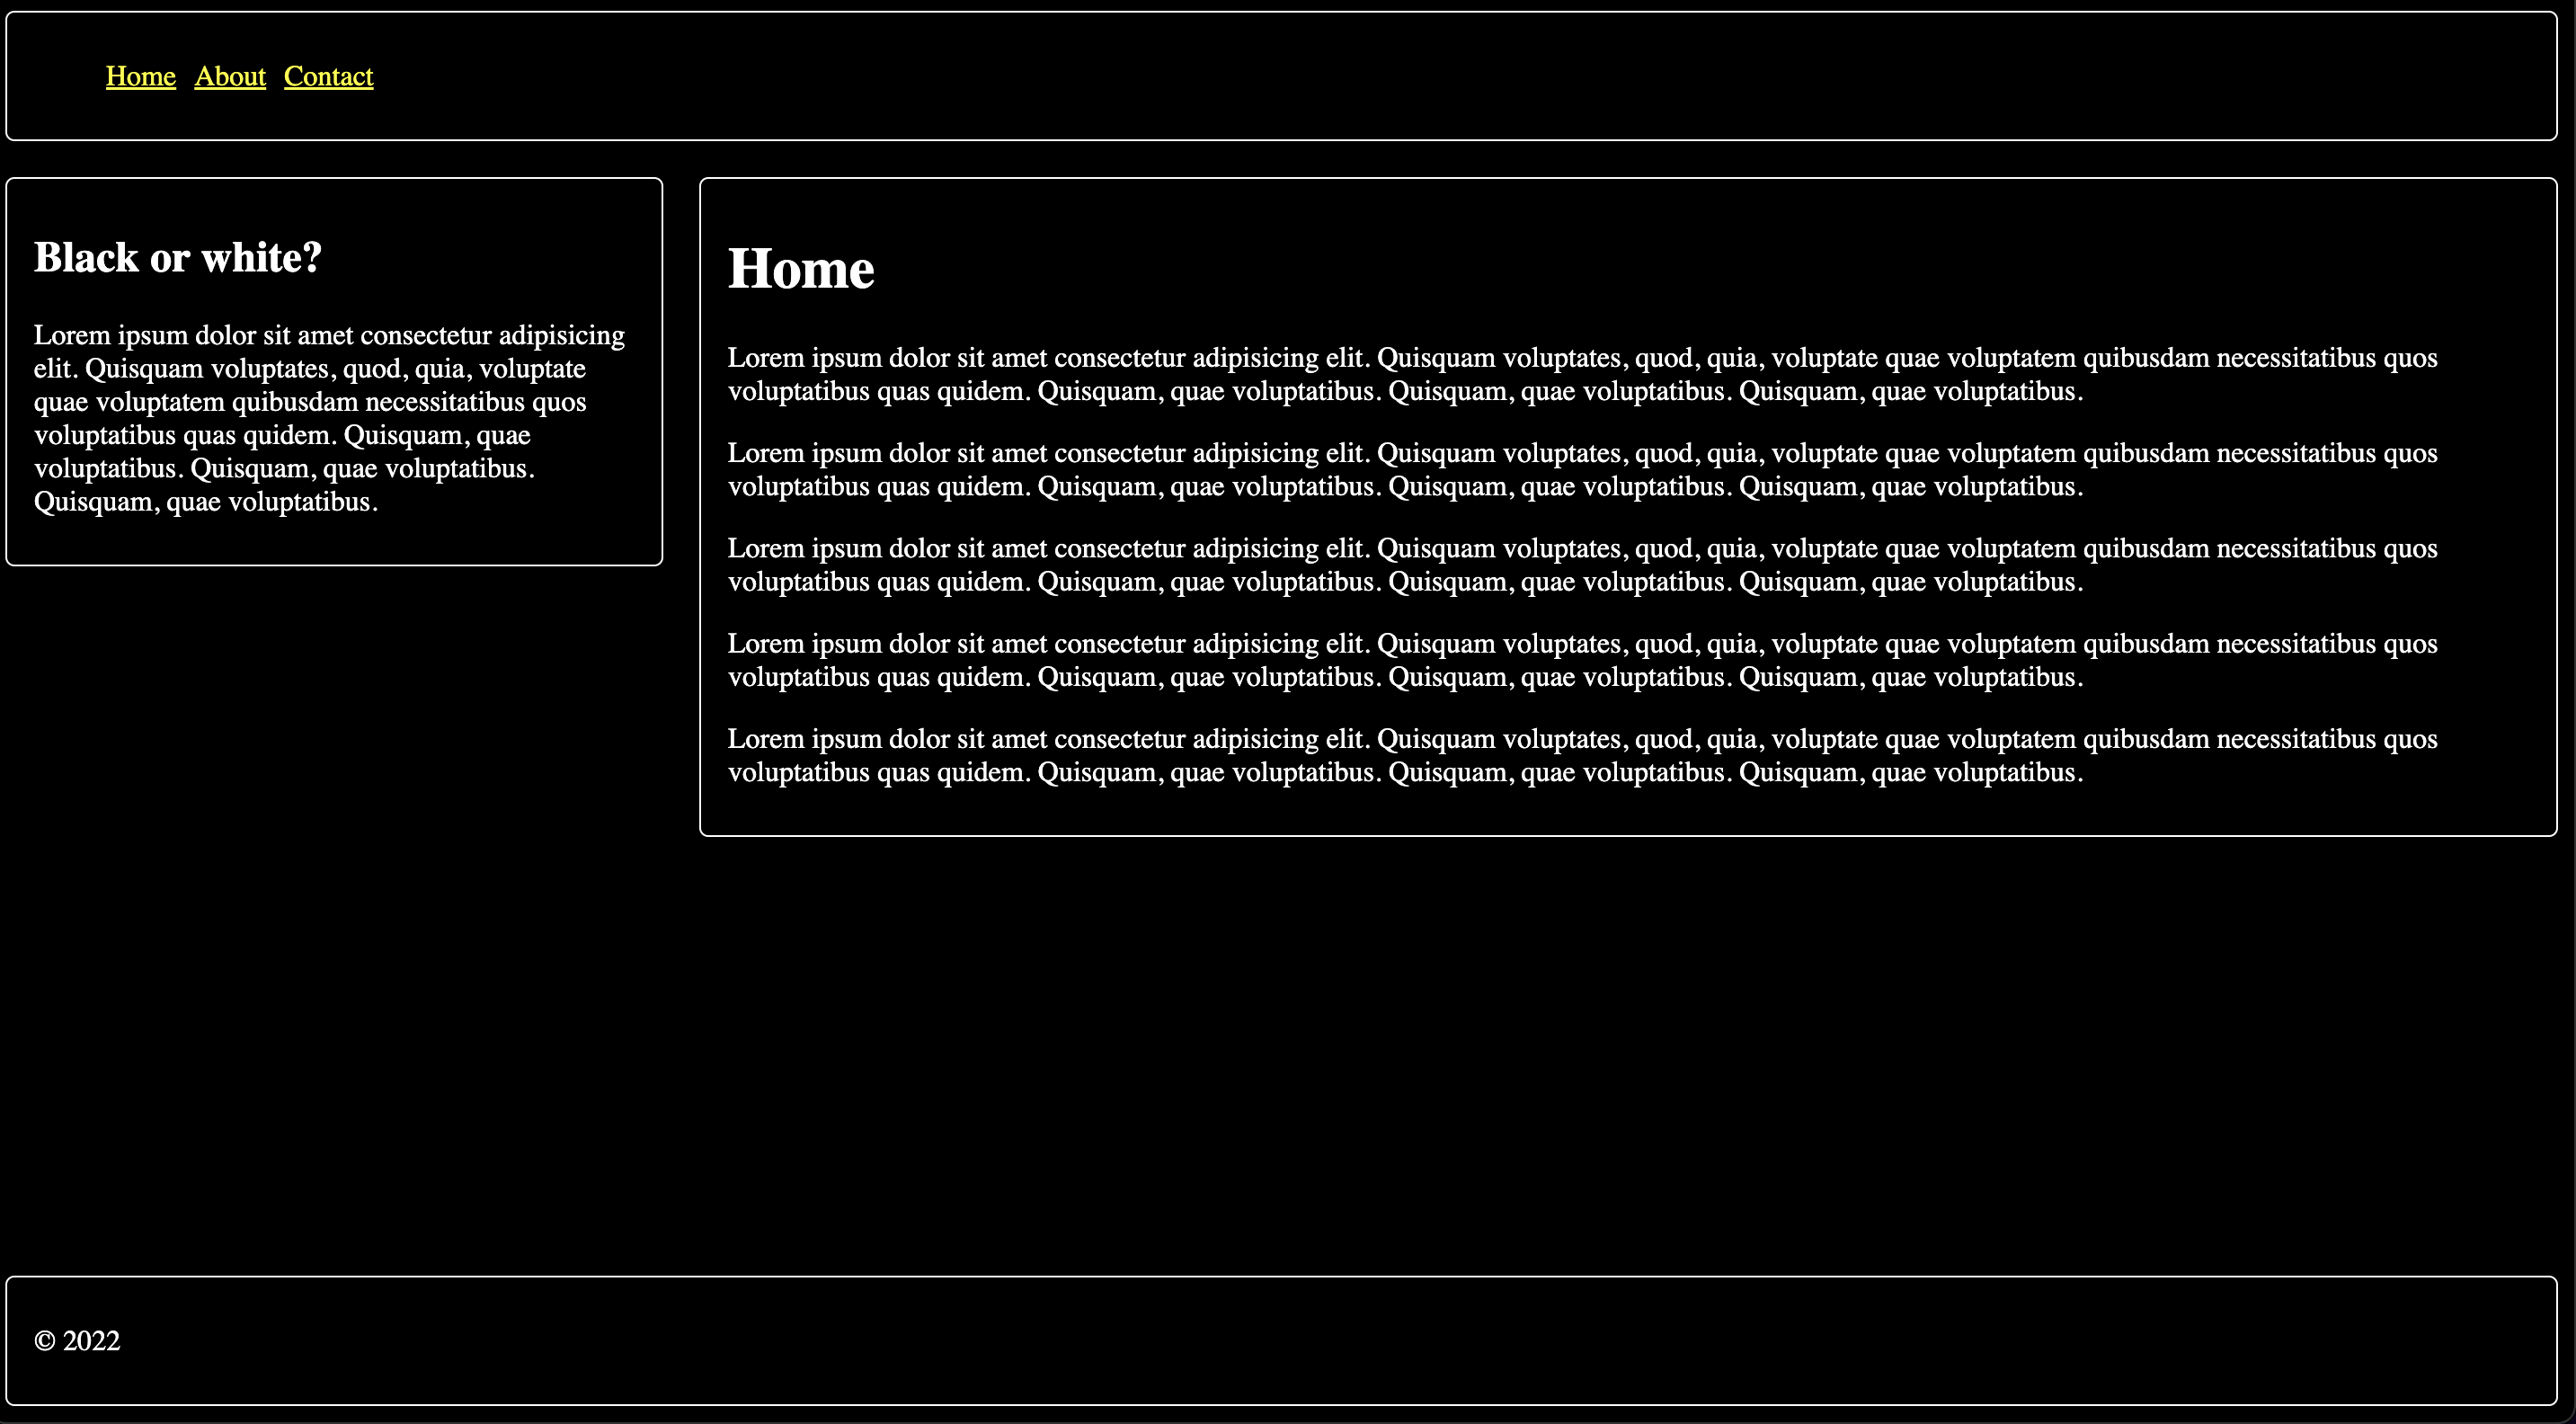 Home About Contact
Black or white?
Lorem ipsum dolor sit amet consectetur adipisicing
elit. Quisquam voluptates, quod, quia, voluptate
quae voluptatem quibusdam necessitatibus quos
voluptatibus quas quidem. Quisquam, quae
voluptatibus. Quisquam, quae voluptatibus.
Quisquam, quae voluptatibus.
Home
Lorem ipsum dolor sit amet consectetur adipisicing elit. Quisquam voluptates, quod, quia, voluptate quae voluptatem quibusdam necessitatibus quos
voluptatibus quas quidem. Quisquam, quae voluptatibus. Quisquam, quae voluptatibus. Quisquam, quae voluptatibus.
Lorem ipsum dolor sit amet consectetur adipisicing elit. Quisquam voluptates, quod, quia, voluptate quae voluptatem quibusdam necessitatibus quos
voluptatibus quas quidem. Quisquam, quae voluptatibus. Quisquam, quae voluptatibus. Quisquam, quae voluptatibus.
Lorem ipsum dolor sit amet consectetur adipisicing elit. Quisquam voluptates, quod, quia, voluptate quae voluptatem quibusdam necessitatibus quos
voluptatibus quas quidem. Quisquam, quae voluptatibus. Quisquam, quae voluptatibus. Quisquam, quae voluptatibus.
Lorem ipsum dolor sit amet consectetur adipisicing elit. Quisquam voluptates, quod, quia, voluptate quae voluptatem quibusdam necessitatibus quos
voluptatibus quas quidem. Quisquam, quae voluptatibus. Quisquam, quae voluptatibus. Quisquam, quae voluptatibus.
Lorem ipsum dolor sit amet consectetur adipisicing elit. Quisquam voluptates, quod, quia, voluptate quae voluptatem quibusdam necessitatibus quos
voluptatibus quas quidem. Quisquam, quae voluptatibus. Quisquam, quae voluptatibus. Quisquam, quae voluptatibus.
© 2022